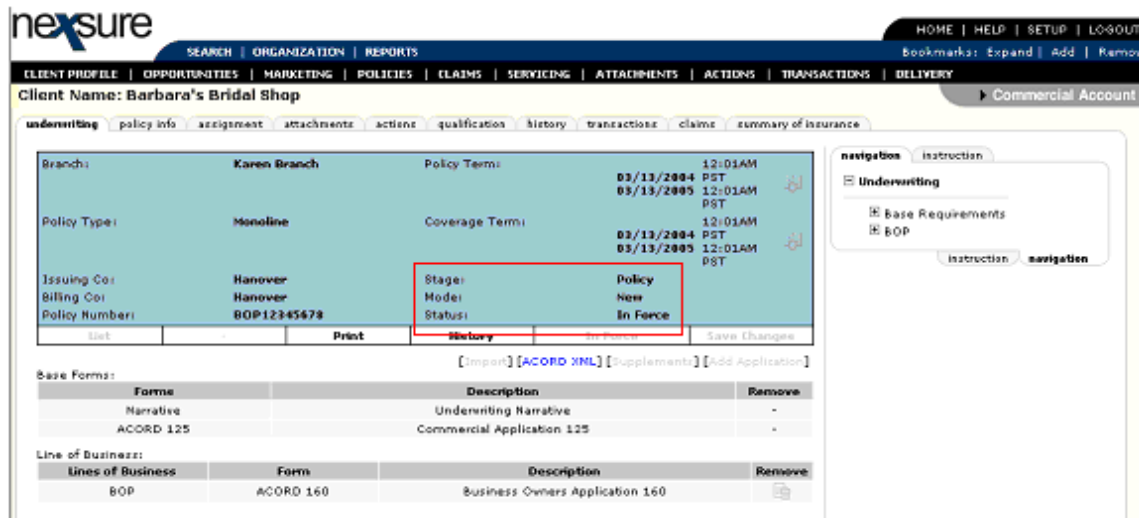 nexsure
HOME | HELP | SETUP | LOGOUT
SEARCH | ORGANIZATION | REPORTS
Bookmarks: Expand | Add | Remov
CLIENT PROFILE | OPPORTUNITIES | MARKETING | POLICIES | CLAIMS | SERVICING | ATTACHMENTS | ACTIONS | TRANSACTIONS | DELIVERY
Client Name: Barbara's Bridal Shop
Commercial Account
underwriting policy info assignment attachments actions qualification history transactions claims summary of insurance
navigation instruction
Branch: Karen Branch Policy Term: 03/13/2004 12:01AM PST
03/13/2005 12:01AM PST
Underwriting
Base Requirements
BOP
Policy Type: Monoline Coverage Term: 03/13/2004 12:01AM PST
03/13/2005 12:01AM PST
instruction navigation
Issuing Co: Hanover Stage: Policy
Billing Co: Hanover Mode: New
Policy Number: BOP12345678 Status: In Force
List - Print History In Force Save Changes
[Import] [ACORD XML] [Supplements] [Add Application]
Base Forms:
Forms Description Remove
Narrative Underwriting Narrative -
ACORD 125 Commercial Application 125 -
Line of Business:
Lines of Business Form Description Remove
BOP ACORD 160 Business Owners Application 160